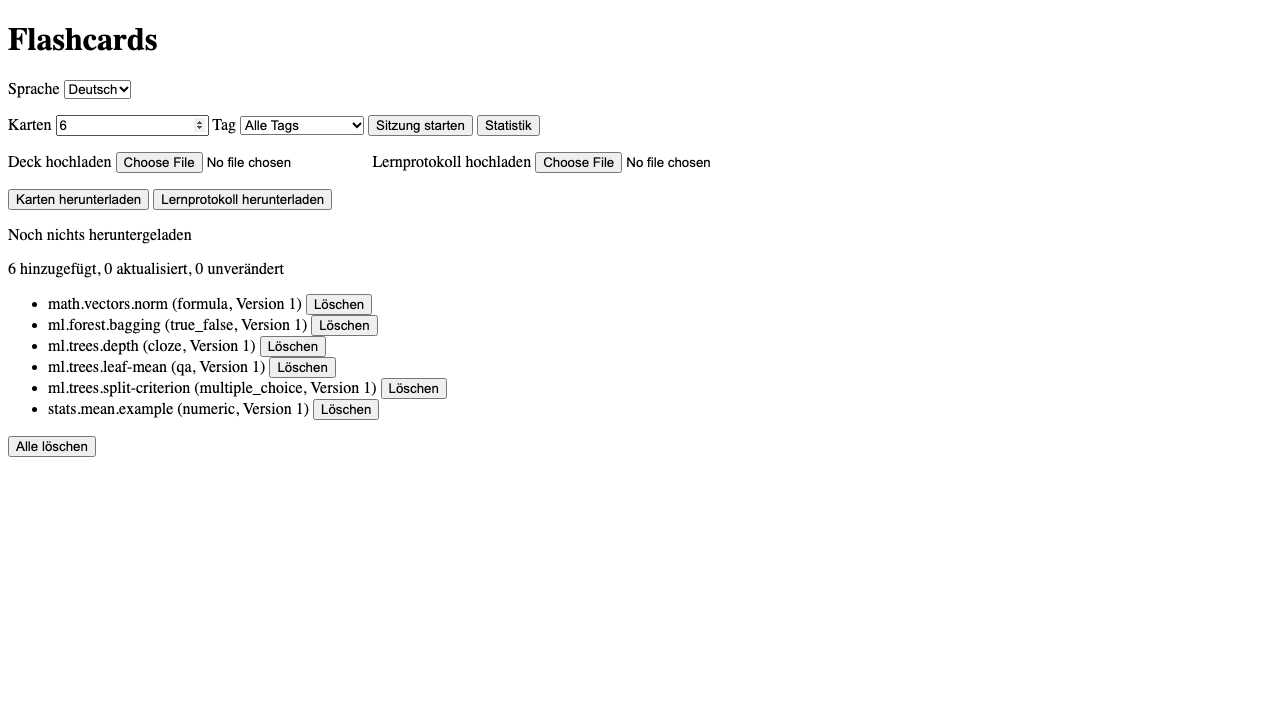 Flashcards
Sprache Deutsch
Karten 6 Tag Alle Tags Sitzung starten Statistik
Deck hochladen Choose File No file chosen Lernprotokoll hochladen Choose File No file chosen
Karten herunterladen Lernprotokoll herunterladen
Noch nichts heruntergeladen
6 hinzugefügt, 0 aktualisiert, 0 unverändert
math.vectors.norm (formula, Version 1) Löschen
ml.forest.bagging (true_false, Version 1) Löschen
ml.trees.depth (cloze, Version 1) Löschen
ml.trees.leaf-mean (qa, Version 1) Löschen
ml.trees.split-criterion (multiple_choice, Version 1) Löschen
stats.mean.example (numeric, Version 1) Löschen
Alle löschen